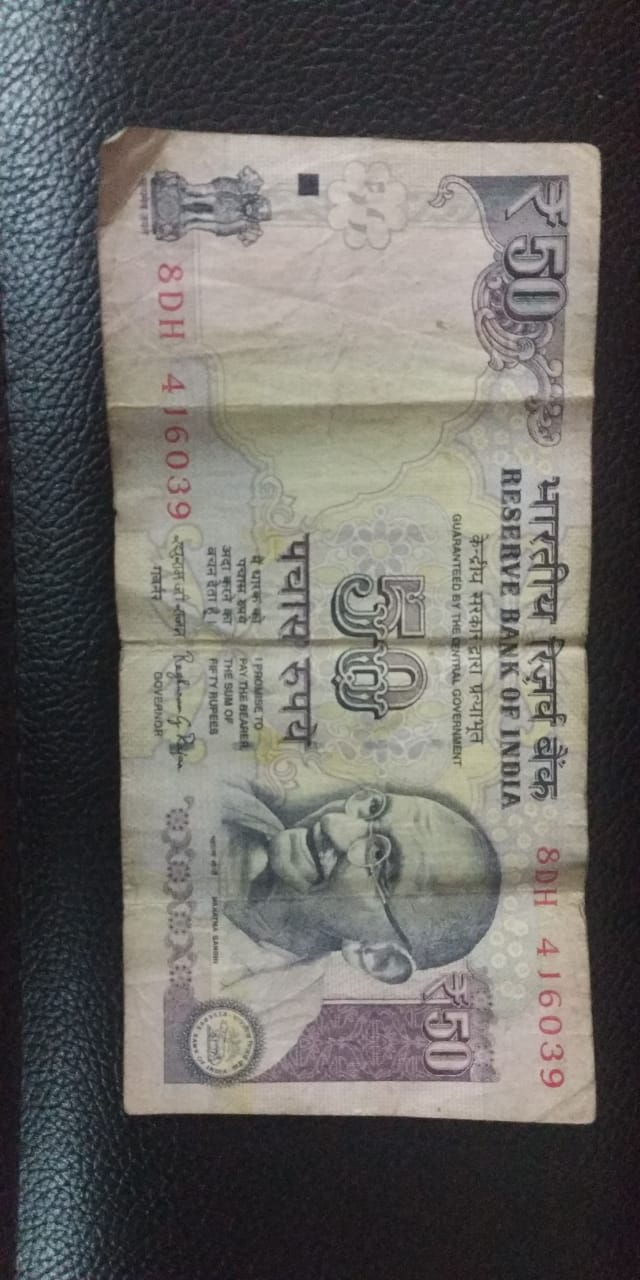 ₹50
भारतीय रिज़र्व बैंक
8DH 416039
RESERVE BANK OF INDIA
केन्द्रीय सरकार द्वारा प्रत्याभूत
GUARANTEED BY THE CENTRAL GOVERNMENT
₹50
50
पचास रुपये
मैं धारक को
पचास रुपये
अदा करने का
वचन देता हूँ।
I PROMISE TO
PAY THE BEARER
THE SUM OF
FIFTY RUPEES
महात्मा गांधी MAHATMA GANDHI
8DH 416039
रघुराम जी राजन
Raghuram G Rajan
गवर्नर
GOVERNOR
सत्यमेव जयते
RESERVE BANK OF INDIA